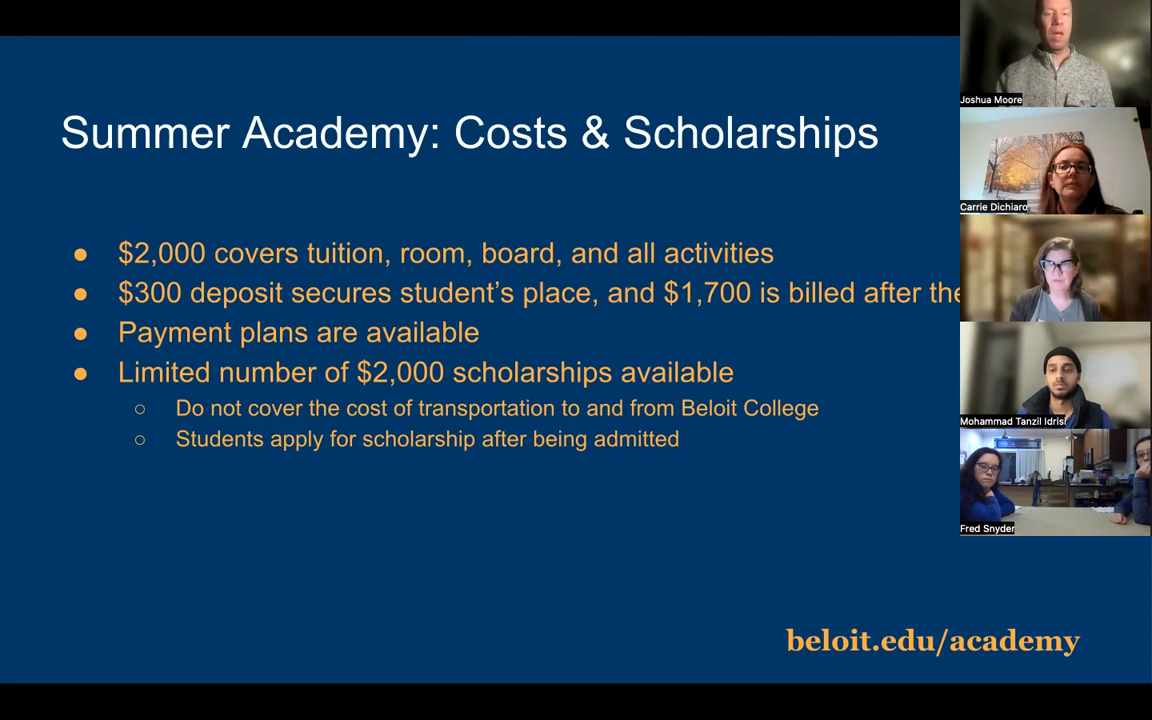 Summer Academy: Costs & Scholarships
● $2,000 covers tuition, room, board, and all activities
● $300 deposit secures student’s place, and $1,700 is billed after the
● Payment plans are available
● Limited number of $2,000 scholarships available
○ Do not cover the cost of transportation to and from Beloit College
○ Students apply for scholarship after being admitted
beloit.edu/academy
Joshua Moore
Carrie Dichiaro
Mohammad Tanzil Idrisi
Fred Snyder